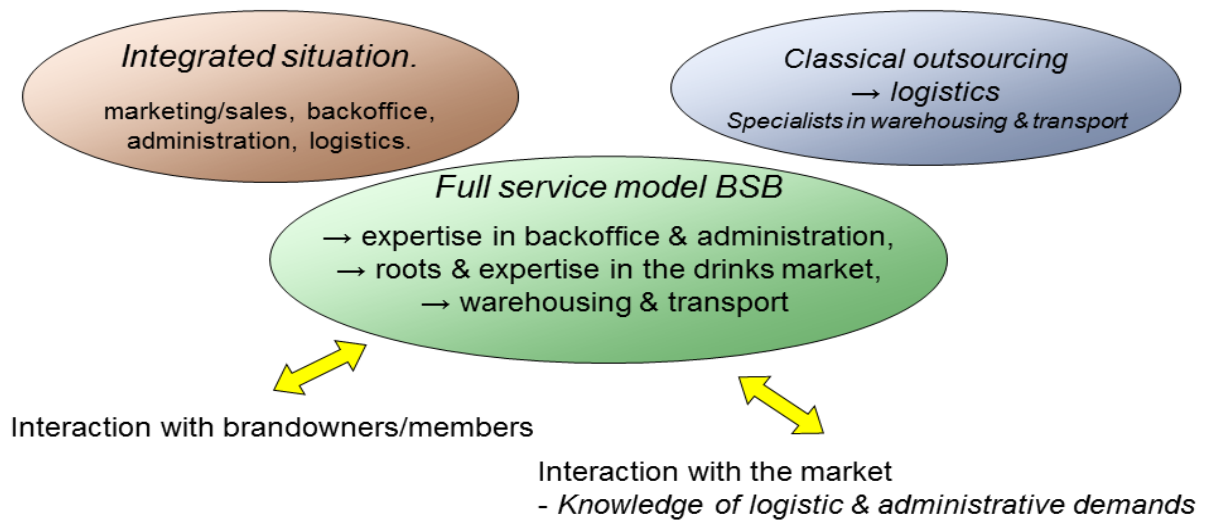 Integrated situation.
marketing/sales, backoffice,
administration, logistics.
Classical outsourcing
→ logistics
Specialists in warehousing & transport
Full service model BSB
→ expertise in backoffice & administration,
→ roots & expertise in the drinks market,
→ warehousing & transport
Interaction with brandowners/members
Interaction with the market
- Knowledge of logistic & administrative demands